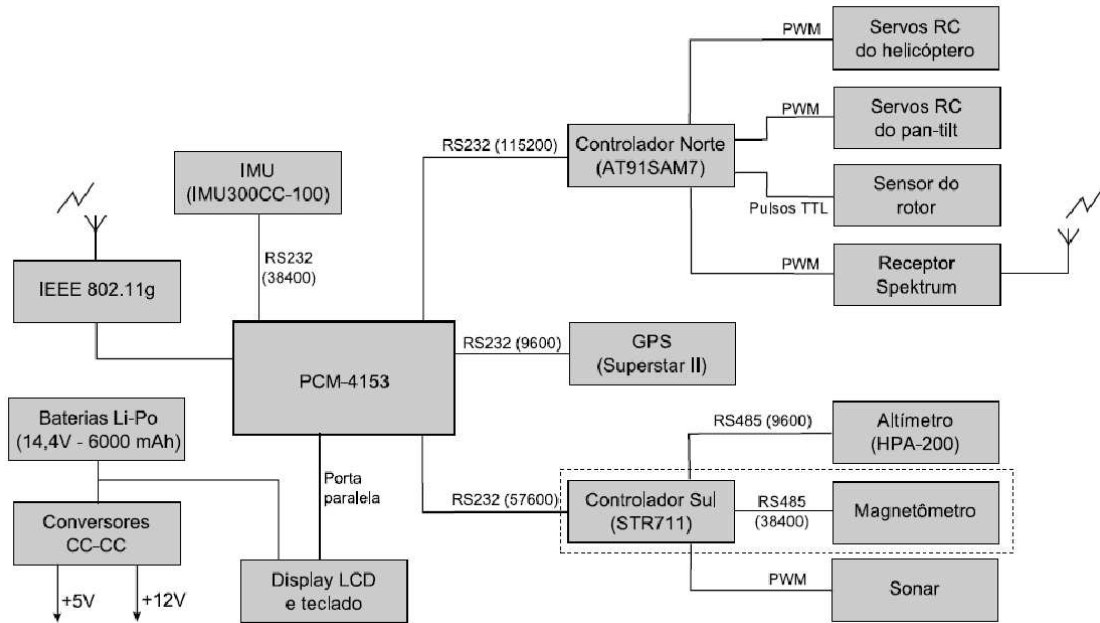 PWM
Servos RC
do helicóptero
PWM
Servos RC
do pan-tilt
RS232 (115200)
Controlador Norte
(AT91SAM7)
IMU
(IMU300CC-100)
Pulsos TTL
Sensor do
rotor
RS232
(38400)
IEEE 802.11g
PWM
Receptor
Spektrum
PCM-4153
RS232 (9600)
GPS
(Superstar II)
Baterias Li-Po
(14,4V - 6000 mAh)
RS485 (9600)
Altímetro
(HPA-200)
Porta
paralela
RS232 (57600)
Controlador Sul
(STR711)
RS485
(38400)
Magnetômetro
Conversores
CC-CC
Display LCD
e teclado
PWM
Sonar
+5V
+12V